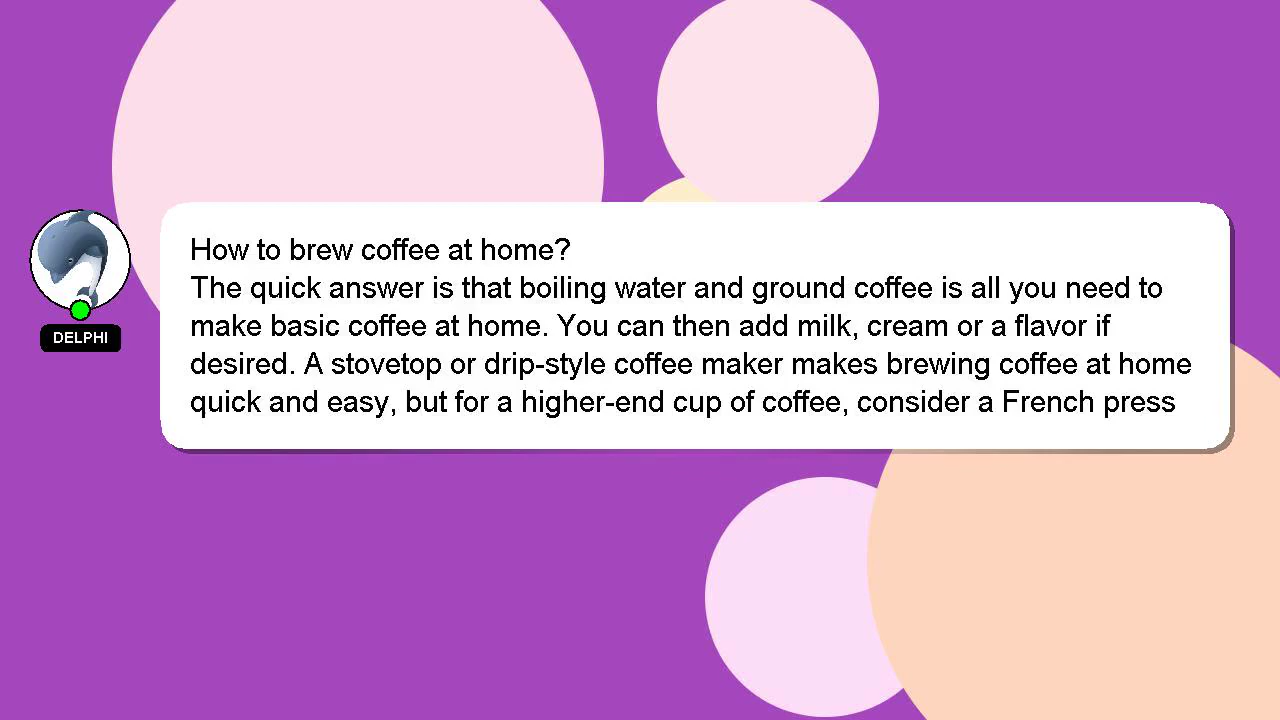 How to brew coffee at home?
The quick answer is that boiling water and ground coffee is all you need to
make basic coffee at home. You can then add milk, cream or a flavor if
desired. A stovetop or drip-style coffee maker makes brewing coffee at home
quick and easy, but for a higher-end cup of coffee, consider a French press
DELPHI